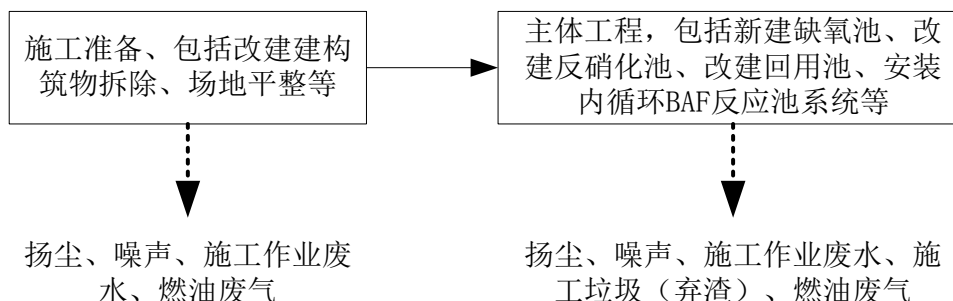 施工准备、包括改建建构
筑物拆除、场地平整等
主体工程，包括新建缺氧池、改
建反硝化池、改建回用池、安装
内循环BAF反应池系统等
扬尘、噪声、施工作业废
水、燃油废气
扬尘、噪声、施工作业废水、施
工垃圾（弃渣）、燃油废气